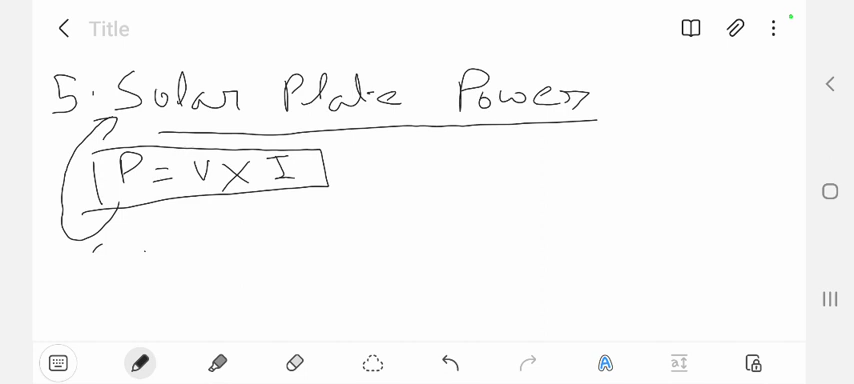 Title
5. Solar Plate Power
P = V X I